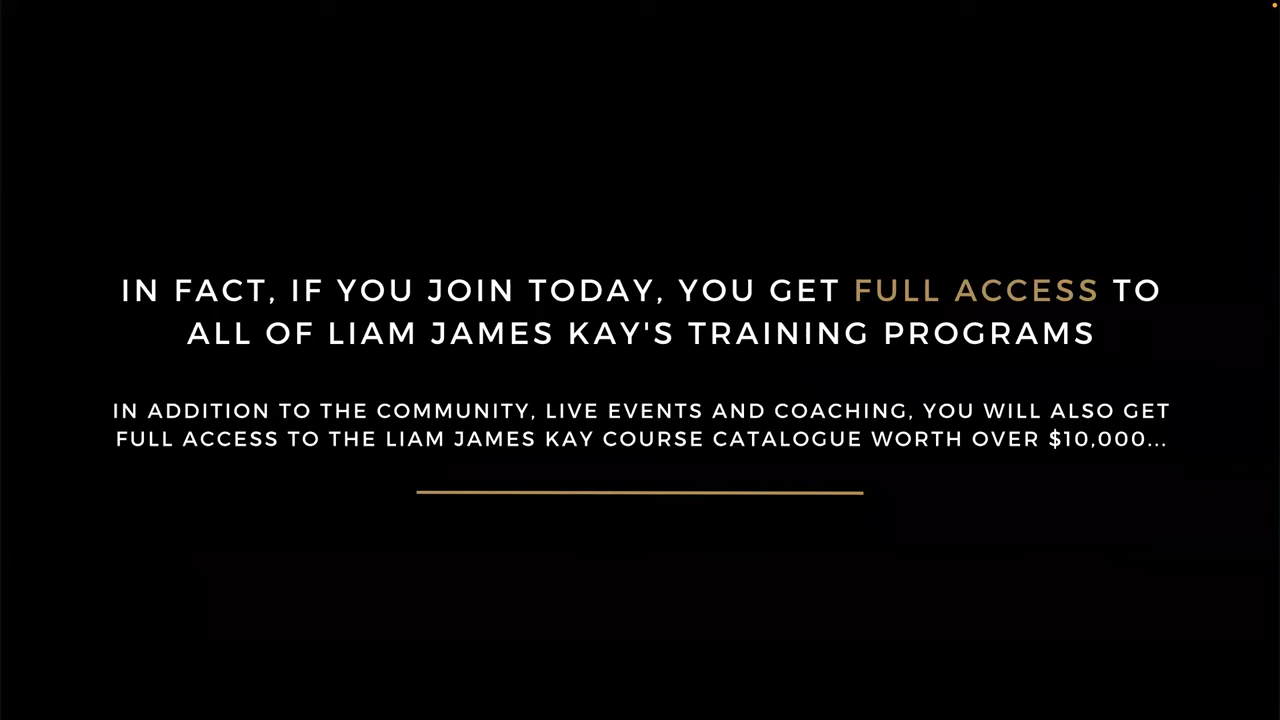 IN FACT, IF YOU JOIN TODAY, YOU GET FULL ACCESS TO
ALL OF LIAM JAMES KAY'S TRAINING PROGRAMS
IN ADDITION TO THE COMMUNITY, LIVE EVENTS AND COACHING, YOU WILL ALSO GET
FULL ACCESS TO THE LIAM JAMES KAY COURSE CATALOGUE WORTH OVER $10,000...